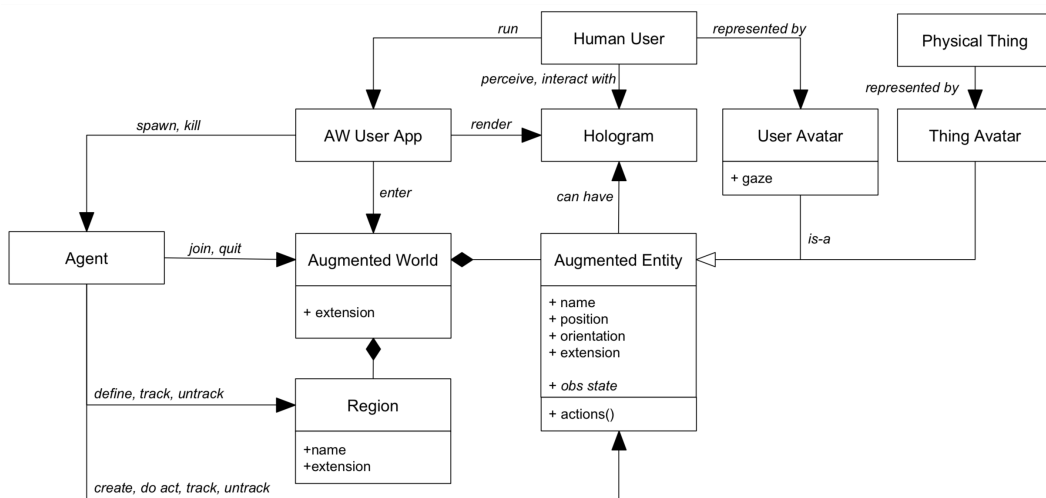 run
Human User
represented by
Physical Thing
perceive, interact with
represented by
spawn, kill
AW User App
render
Hologram
User Avatar
Thing Avatar
+ gaze
enter
can have
is-a
Agent
join, quit
Augmented World
Augmented Entity
+ extension
+ name
+ position
+ orientation
+ extension
+ obs state
+ actions()
define, track, untrack
Region
+name
+extension
create, do act, track, untrack